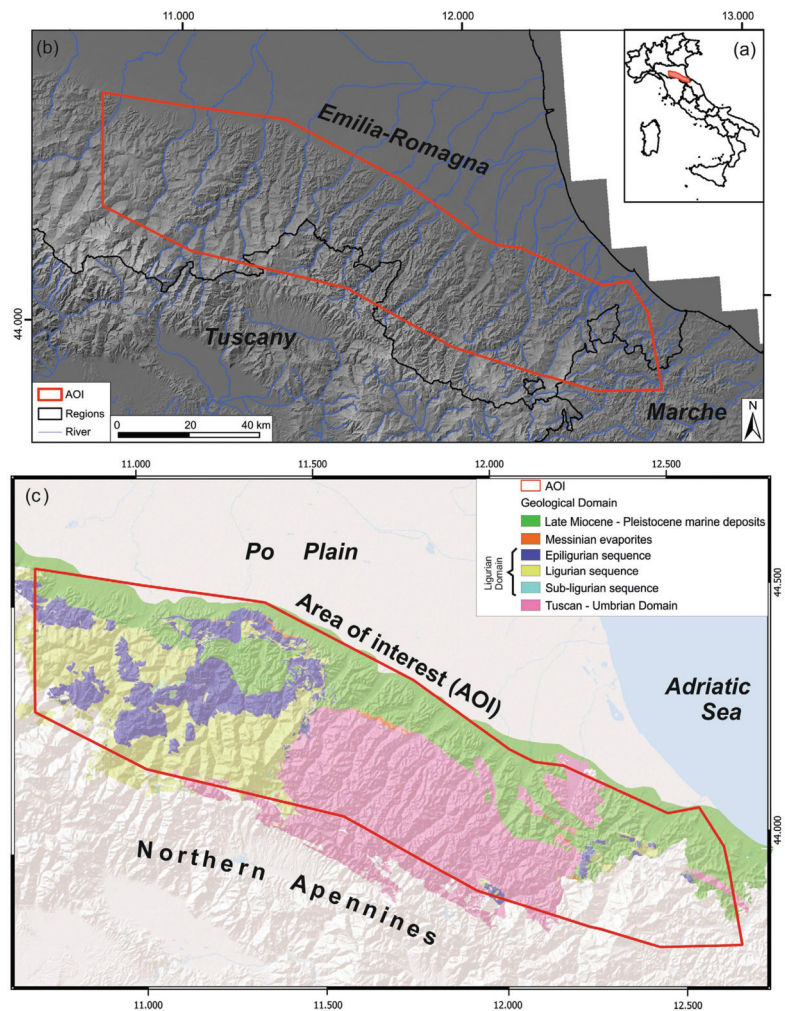 11.000 12.000 13.000
(b)
(a)
Emilia-Romagna
44.000
Tuscany
Marche
AOI
Regions
River
0 20 40 km
N
11.000 11.500 12.000 12.500
(c)
AOI
Geological Domain
Late Miocene - Pleistocene marine deposits
Messinian evaporites
Epiligurian sequence
Ligurian sequence
Sub-ligurian sequence
Tuscan - Umbrian Domain
Ligurian
Domain
Po Plain
44.500
Area of interest (AOI)
Adriatic
Sea
44.000
Northern Apennines
11.000 11.500 12.000 12.500